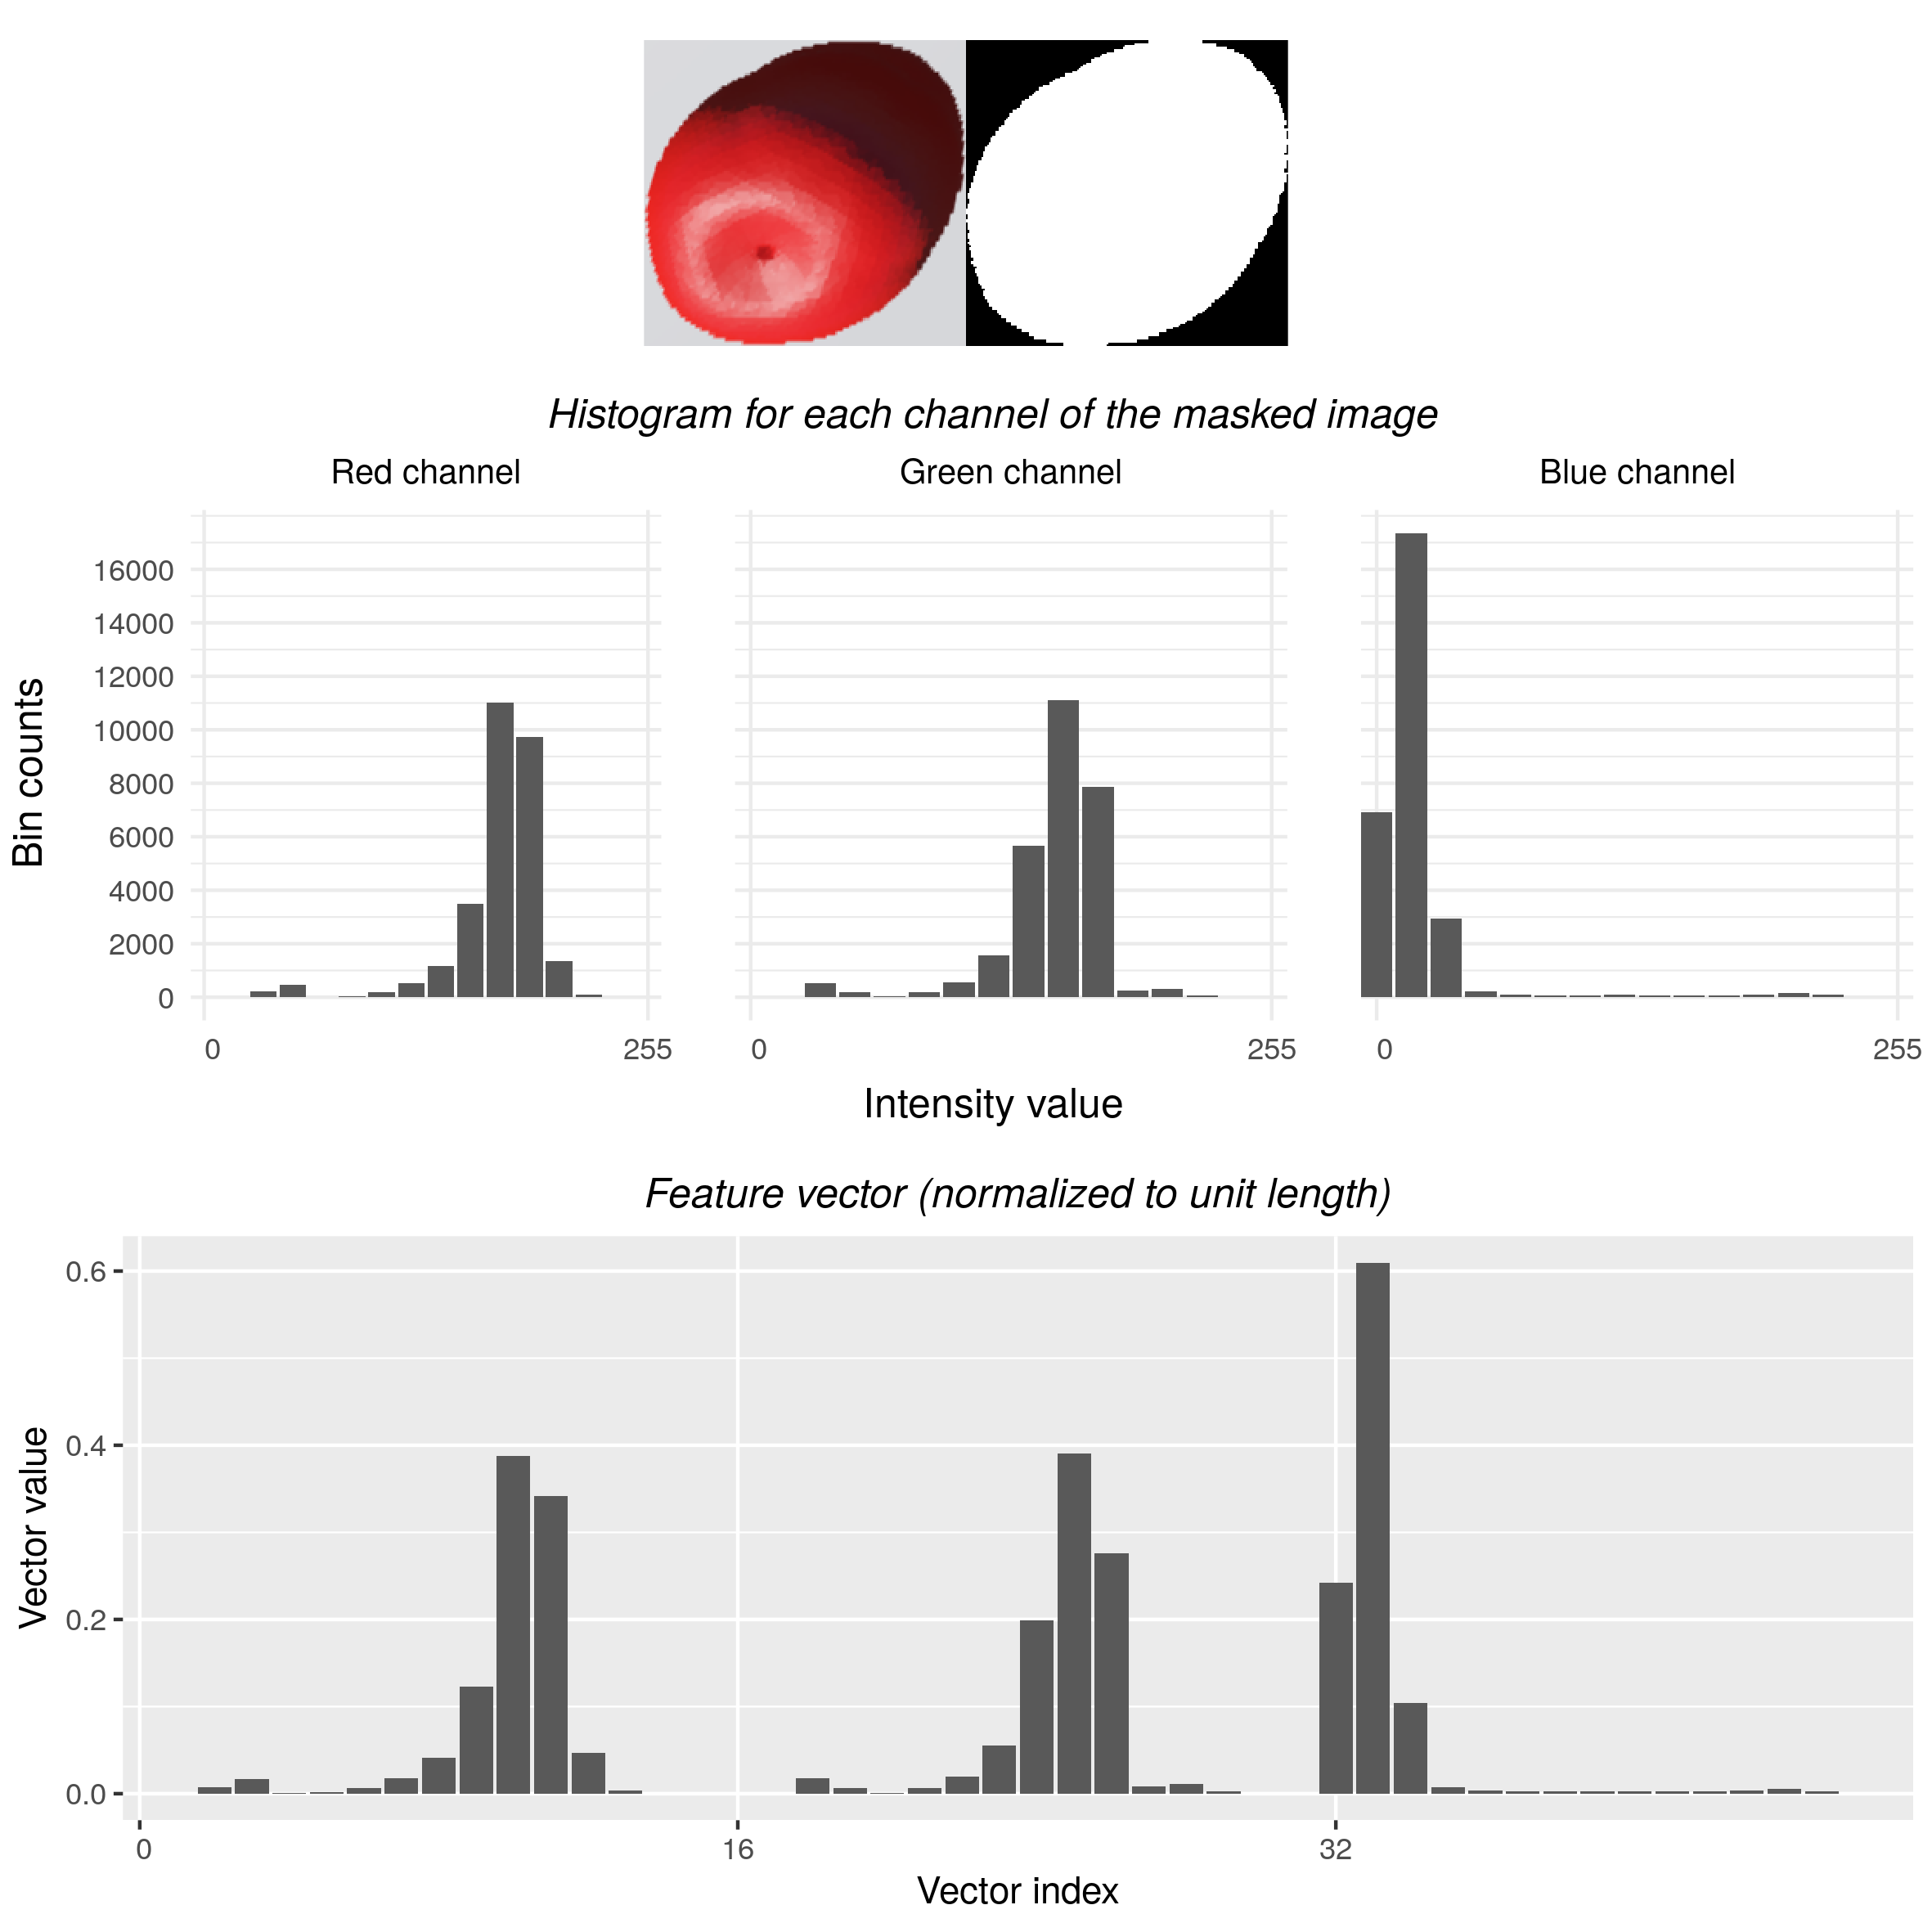 Histogram for each channel of the masked image
Red channel
Green channel
Blue channel
Bin counts
16000
14000
12000
10000
8000
6000
4000
2000
0
0 255
0 255
0 255
Intensity value
Feature vector (normalized to unit length)
Vector value
0.6
0.4
0.2
0.0
0 16 32
Vector index